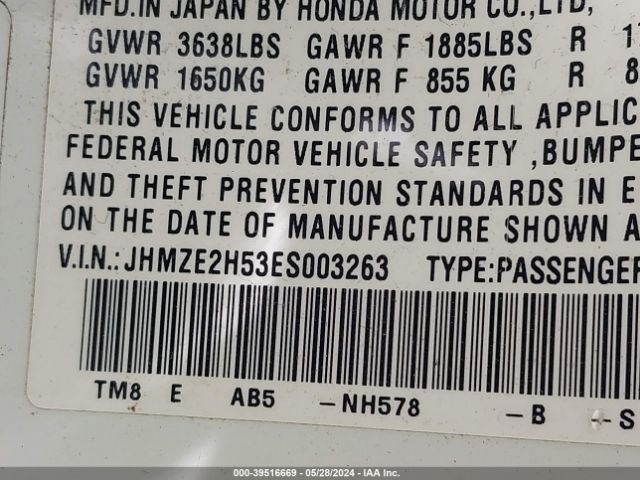 MFD. IN JAPAN BY HONDA MOTOR CO.,LTD,
GVWR 3638LBS GAWR F 1885LBS R 17
GVWR 1650KG GAWR F 855 KG R 8
THIS VEHICLE CONFORMS TO ALL APPLIC
FEDERAL MOTOR VEHICLE SAFETY ,BUMPE
AND THEFT PREVENTION STANDARDS IN E
ON THE DATE OF MANUFACTURE SHOWN A
V.I.N.: JHMZE2H53ES003263 TYPE:PASSENGER
TM8 E AB5 -NH578 -B -S
000-39516669 - 05/28/2024 - IAA Inc.